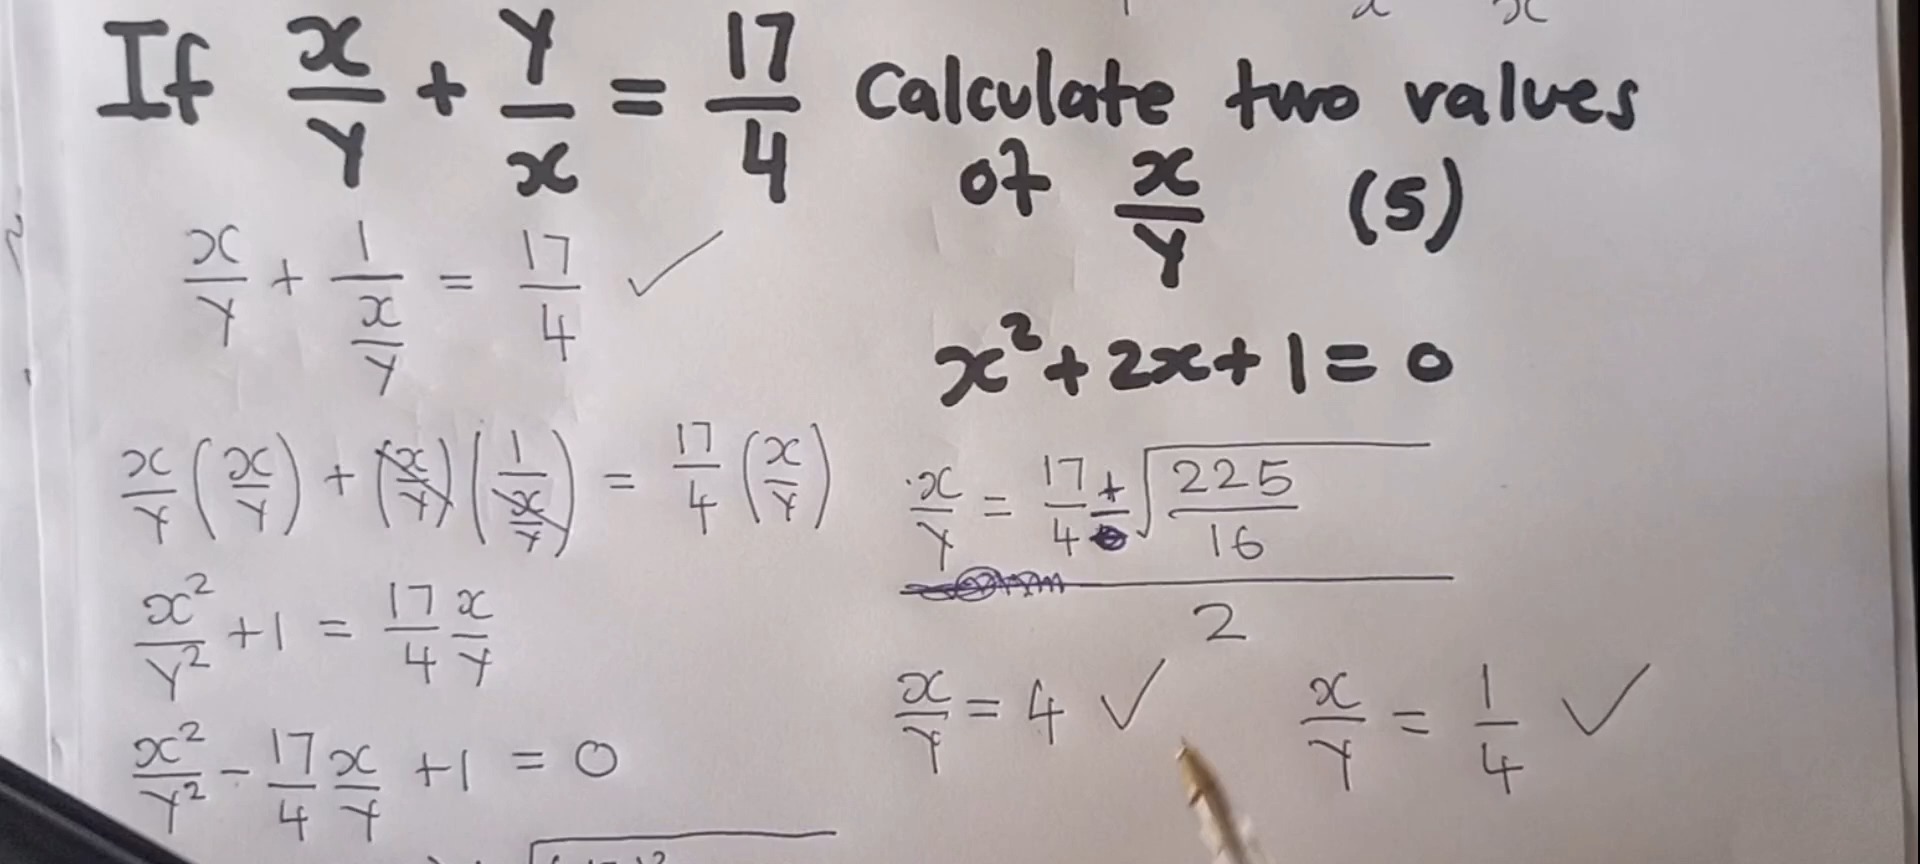 If x/y + y/x = 17/4 Calculate two values
of x/y (5)
x/y + 1/(x/y) = 17/4 ✓
x/y (x/y) + (x/y)(1/(x/y)) = 17/4 (x/y)
x²/y² + 1 = 17/4 x/y
x²/y² - 17/4 x/y + 1 = 0
x² + 2x + 1 = 0
x/y = (17/4 ± √(225/16))/2
x/y = 4 ✓ x/y = 1/4 ✓